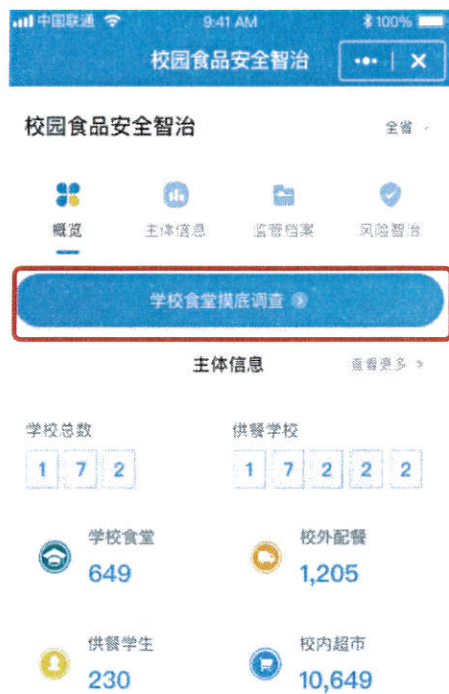 中国联通 9:41 AM 100%
校园食品安全智治
校园食品安全智治 全省
概览 主体信息 监管档案 风险智治
学校食堂摸底调查
主体信息 查看更多
学校总数 供餐学校
1 7 2 1 7 2 2 2
学校食堂 校外配餐
649 1,205
供餐学生 校内超市
230 10,649